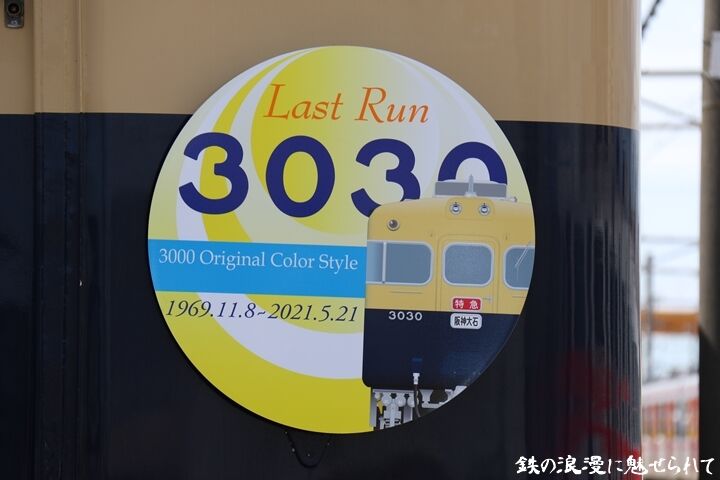 Last Run
3030
3000 Original Color Style
1969.11.8~2021.5.21
特急
3030
阪神大石
鉄の浪漫に魅せられて